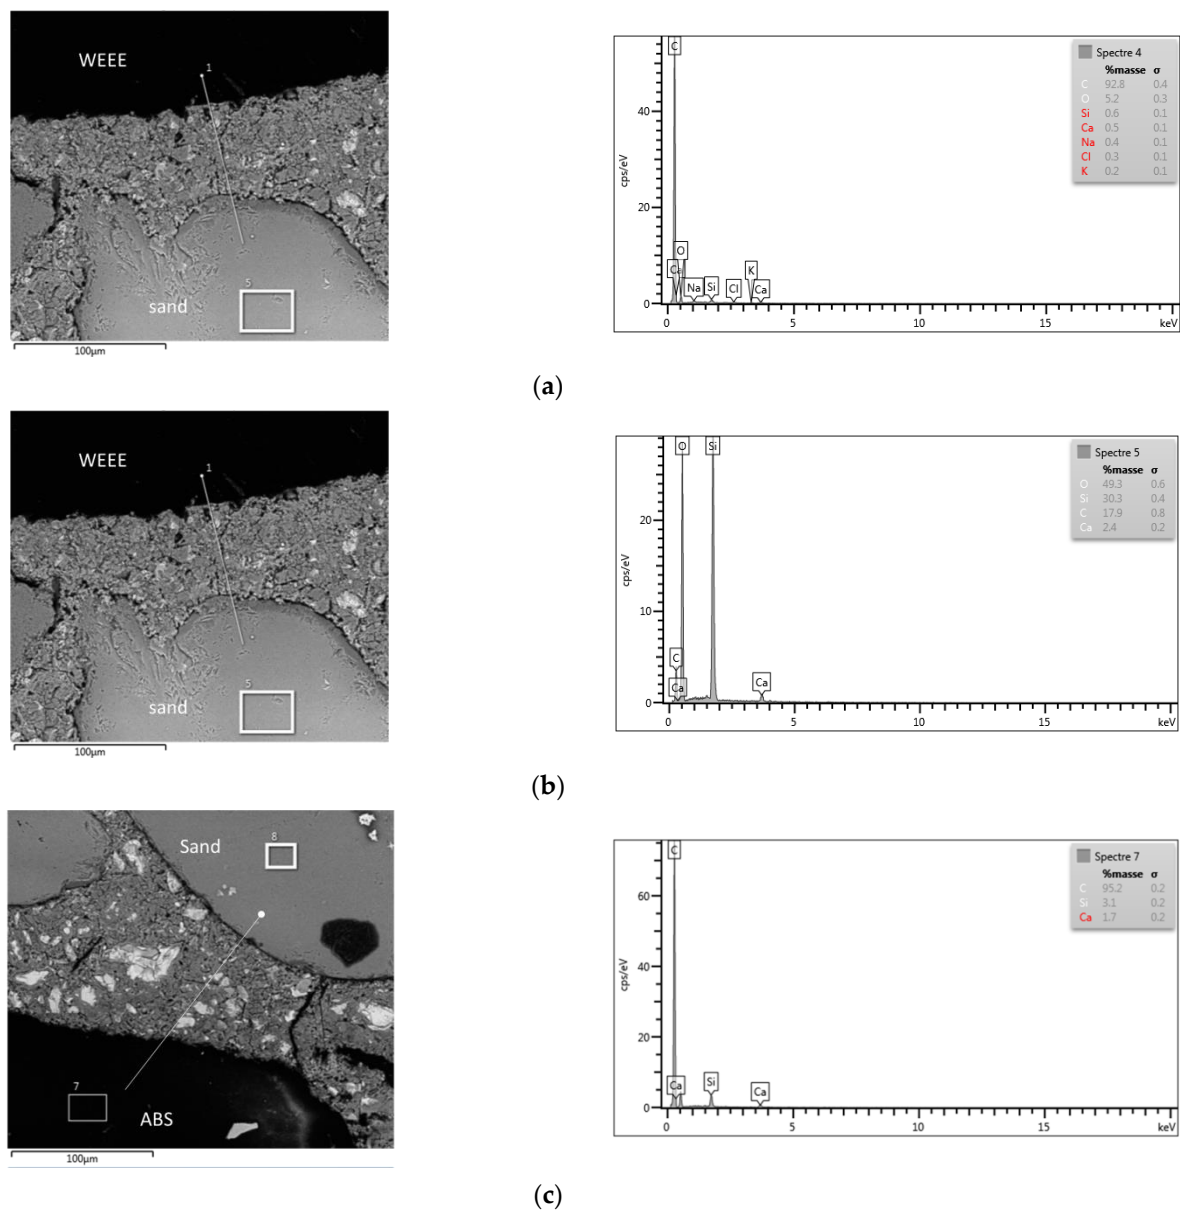 WEEE
1
5
sand
100µm
Spectre 4
%masse σ
C 92.8 0.4
O 5.2 0.3
Si 0.6 0.1
Ca 0.5 0.1
Na 0.4 0.1
Cl 0.3 0.1
K 0.2 0.1
C
O
Ca
Na
Si
Cl
K
Ca
cps/eV
40
20
0
0 5 10 15 keV
(a)
WEEE
1
5
sand
100µm
Spectre 5
%masse σ
O 49.3 0.6
Si 30.3 0.4
C 17.9 0.8
Ca 2.4 0.2
O
Si
C
Ca
Ca
cps/eV
20
10
0
0 5 10 15 keV
(b)
Sand
8
7
ABS
100µm
Spectre 7
%masse σ
C 95.2 0.2
Si 3.1 0.2
Ca 1.7 0.2
C
Ca
Si
Ca
cps/eV
60
40
20
0
0 5 10 15 keV
(c)